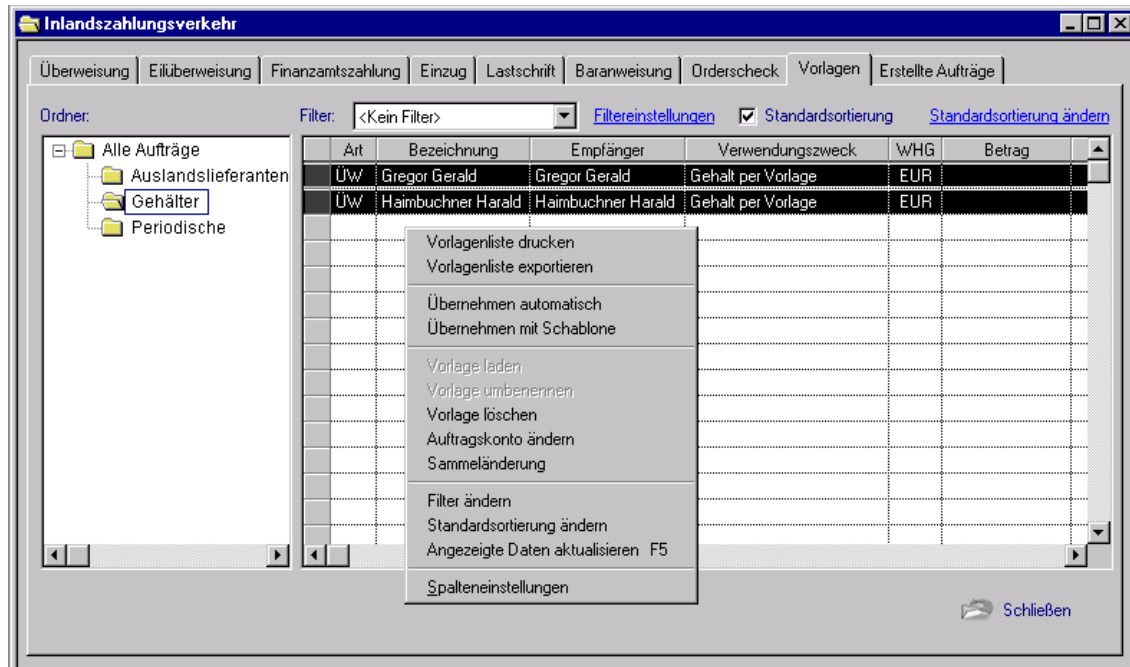 Inlandszahlungsverkehr
Überweisung Eilüberweisung Finanzamtszahlung Einzug Lastschrift Baranweisung Orderscheck Vorlagen Erstellte Aufträge
Ordner: Filter: <Kein Filter> Filtereinstellungen Standardsortierung Standardsortierung ändern
Alle Aufträge
Auslandslieferanten
Gehälter
Periodische
Art Bezeichnung Empfänger Verwendungszweck WHG Betrag
ÜW Gregor Gerald Gregor Gerald Gehalt per Vorlage EUR
ÜW Haimbuchner Harald Haimbuchner Harald Gehalt per Vorlage EUR
Vorlagenliste drucken
Vorlagenliste exportieren
Übernehmen automatisch
Übernehmen mit Schablone
Vorlage laden
Vorlage umbenennen
Vorlage löschen
Auftragskonto ändern
Sammeländerung
Filter ändern
Standardsortierung ändern
Angezeigte Daten aktualisieren F5
Spalteneinstellungen
Schließen